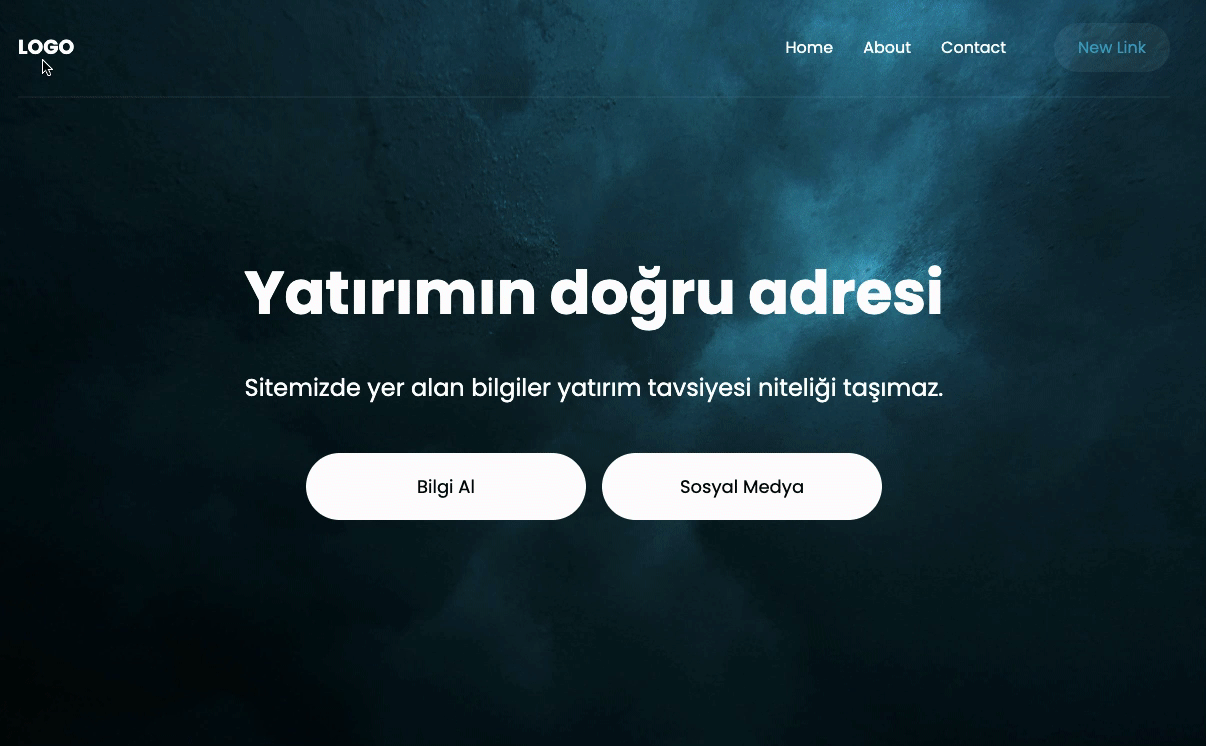 LOGO Home About Contact New Link
Yatırımın doğru adresi
Sitemizde yer alan bilgiler yatırım tavsiyesi niteliği taşımaz.
Bilgi Al Sosyal Medya